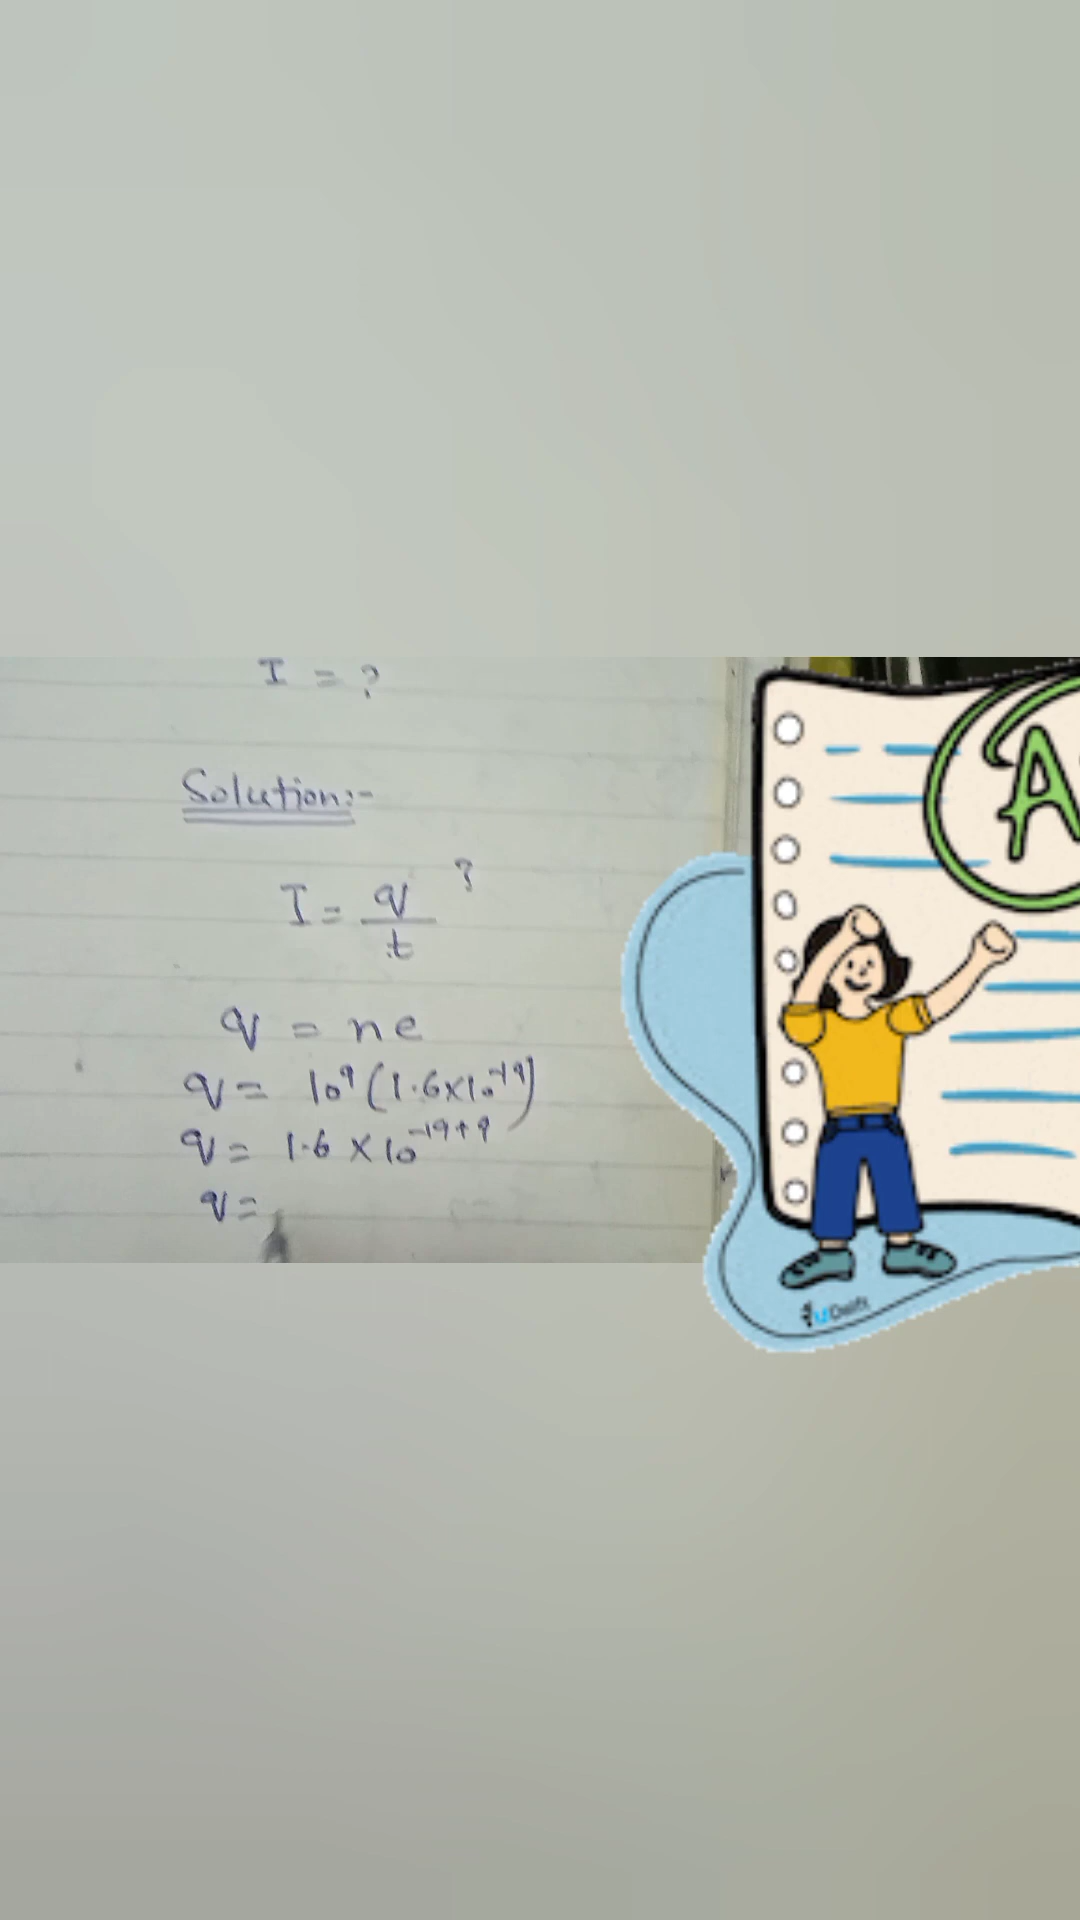 I = ?
Solution:-
I = q/t ?
q = ne
q = 10⁹ (1.6×10⁻¹⁹)
q = 1.6 × 10⁻¹⁹⁺⁹
q =
A